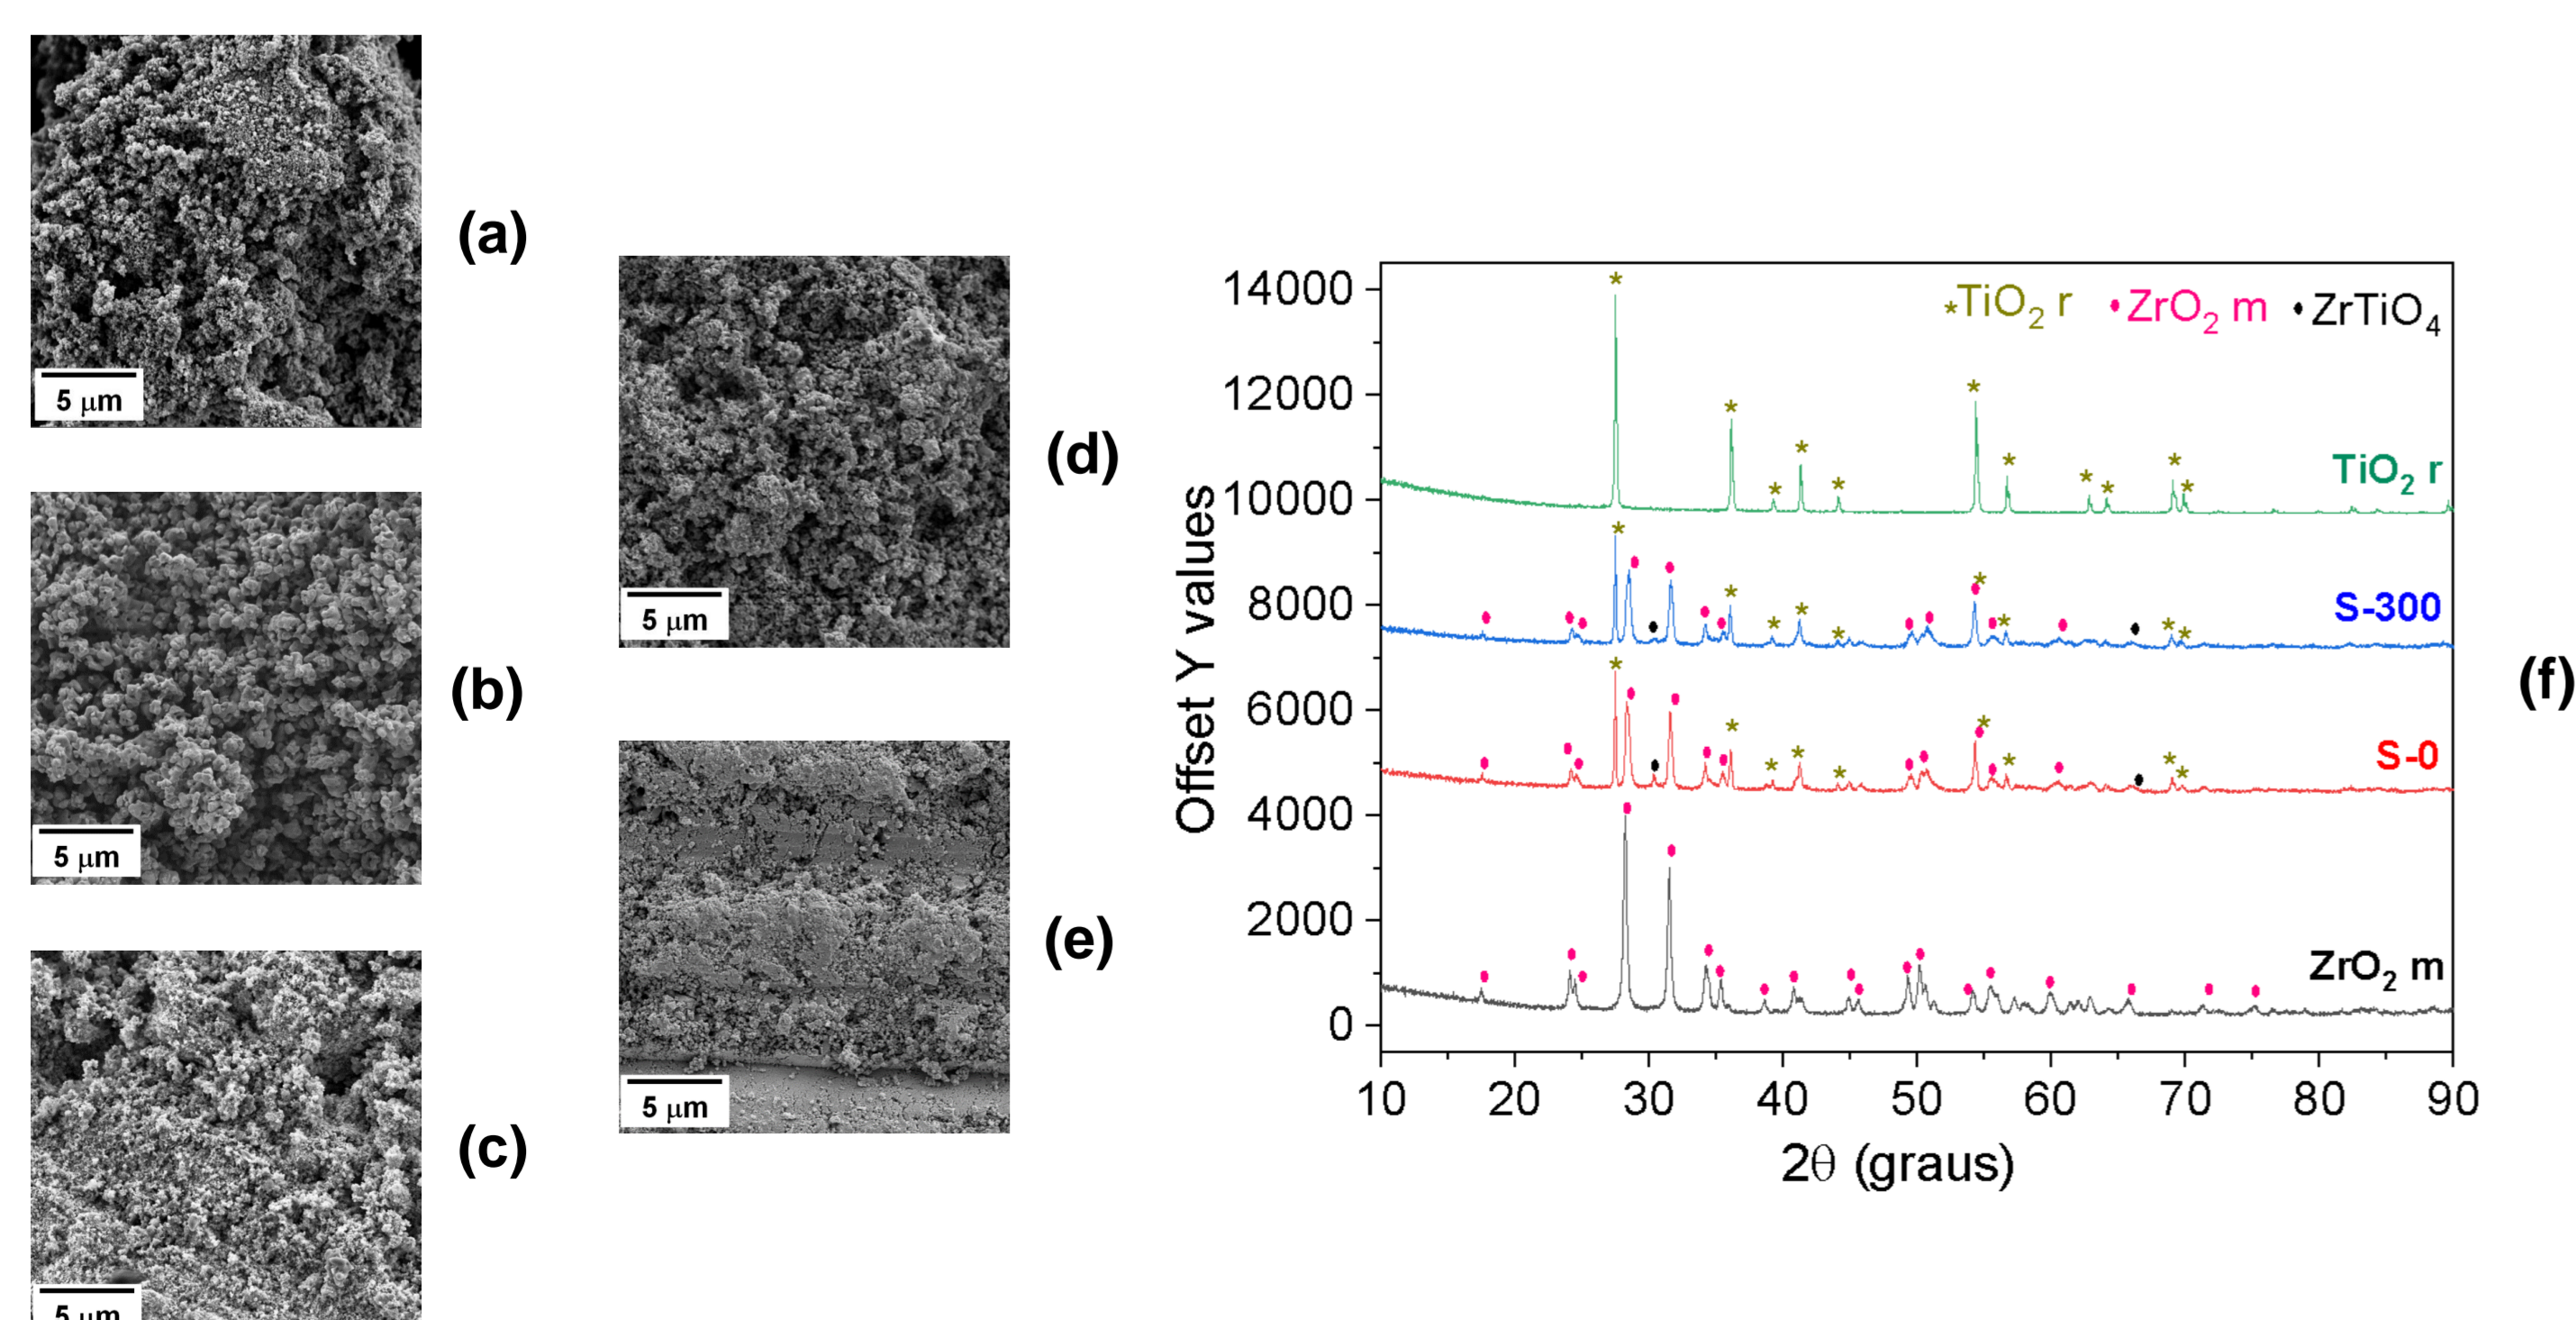 (a)
5 μm
(b)
5 μm
(c)
5 μm
(d)
5 μm
(e)
5 μm
(f)
Offset Y values
14000
12000
10000
8000
6000
4000
2000
0
*TiO2 r •ZrO2 m •ZrTiO4
TiO2 r
S-300
S-0
ZrO2 m
10 20 30 40 50 60 70 80 90
2θ (graus)